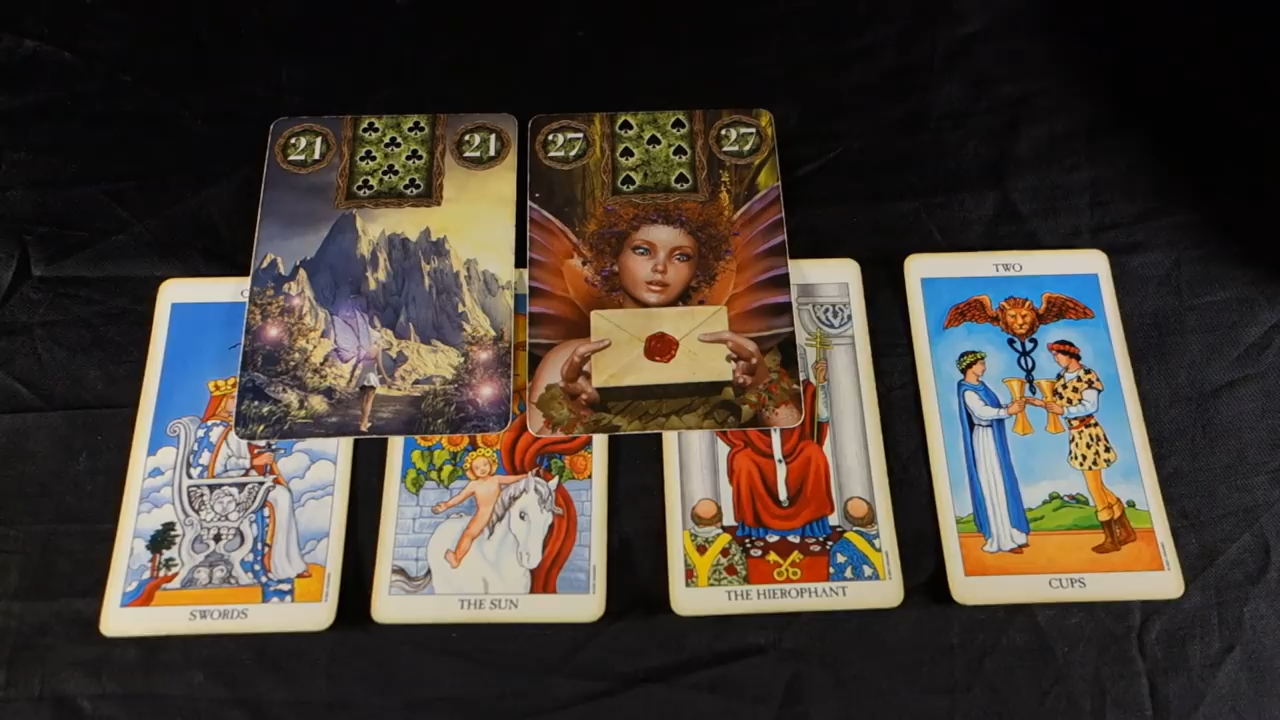 21 21
27 27
TWO
SWORDS
THE SUN
THE HIEROPHANT
CUPS